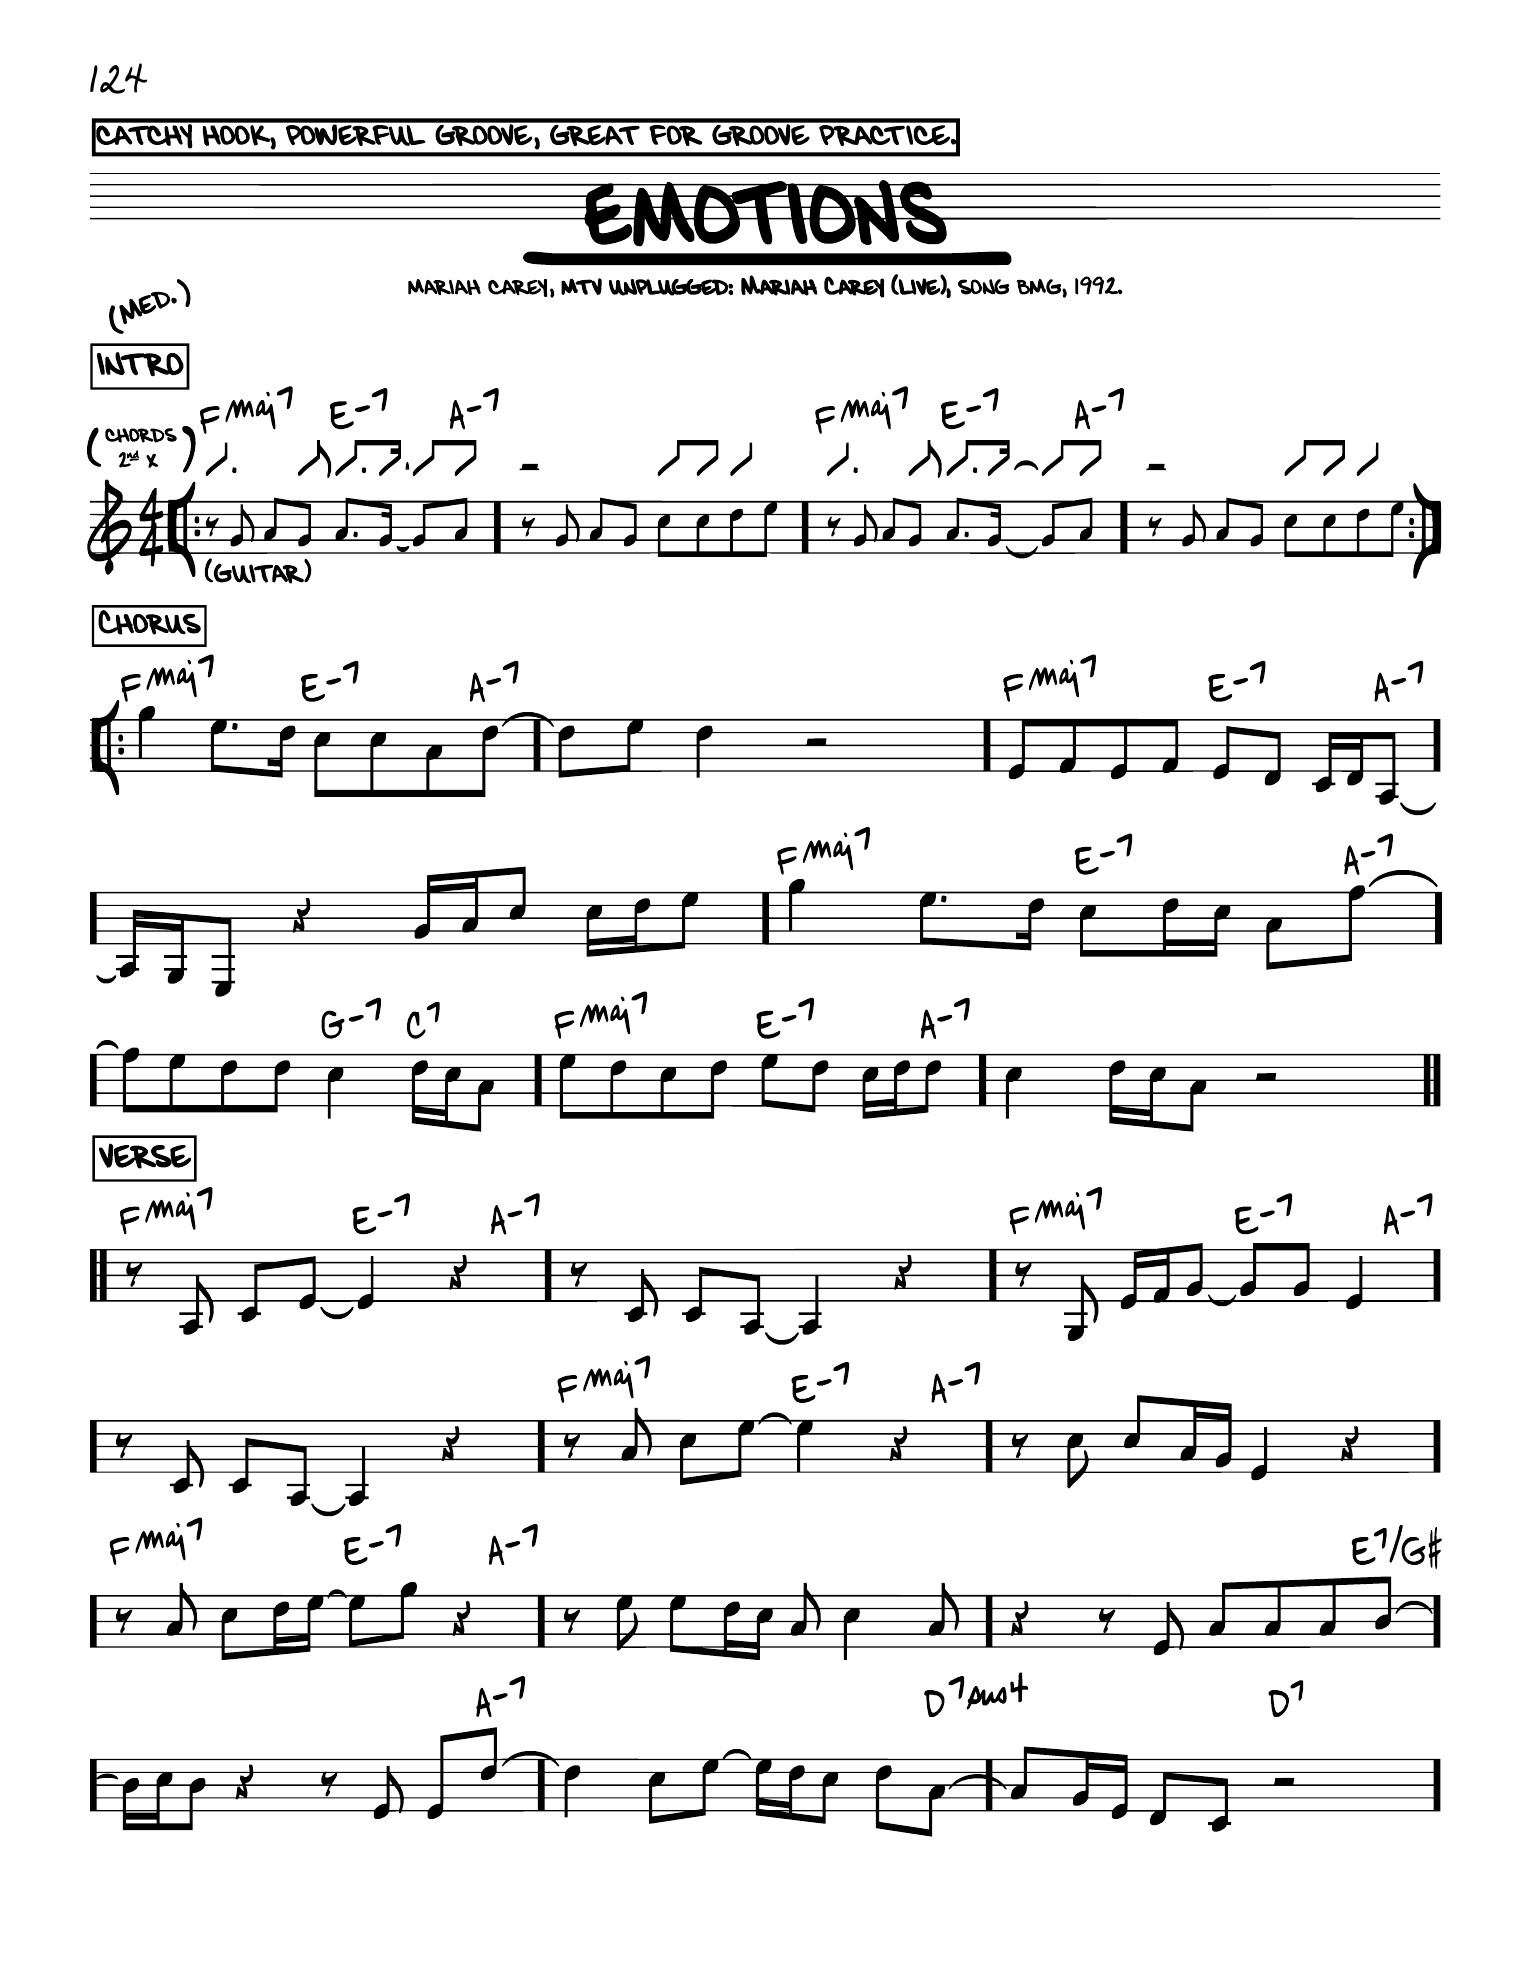 124
CATCHY HOOK, POWERFUL GROOVE, GREAT FOR GROOVE PRACTICE.
EMOTIONS
MARIAH CAREY, MTV UNPLUGGED: MARIAH CAREY (LIVE), SONG BMG, 1992.
(MED.)
INTRO
Fmaj7 E-7 A-7 Fmaj7 E-7 A-7
(CHORDS 2nd X)
4/4
(GUITAR)
CHORUS
Fmaj7 E-7 A-7 Fmaj7 E-7 A-7
Fmaj7 E-7 A-7
G-7 C7 Fmaj7 E-7 A-7
VERSE
Fmaj7 E-7 A-7 Fmaj7 E-7 A-7
Fmaj7 E-7 A-7
Fmaj7 E-7 A-7 E7/G♯
A-7 D7sus4 D7